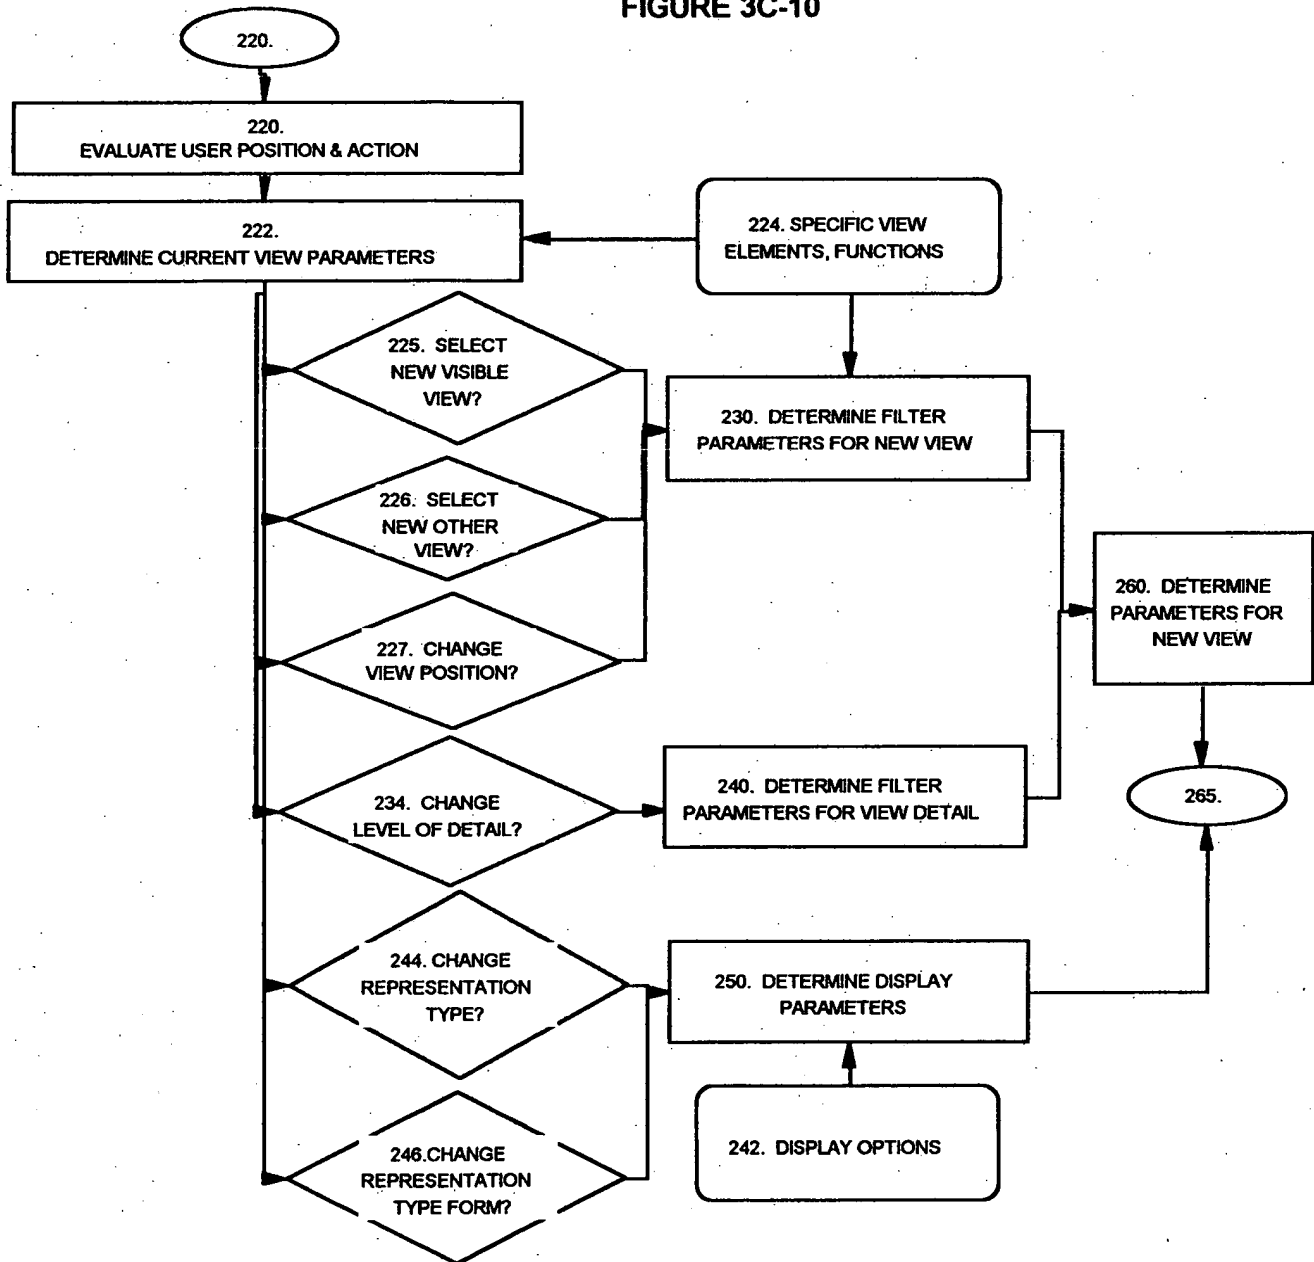 FIGURE 3C-10
220.
220.
EVALUATE USER POSITION & ACTION
222.
DETERMINE CURRENT VIEW PARAMETERS
224. SPECIFIC VIEW
ELEMENTS, FUNCTIONS
225. SELECT
NEW VISIBLE
VIEW?
230. DETERMINE FILTER
PARAMETERS FOR NEW VIEW
226. SELECT
NEW OTHER
VIEW?
260. DETERMINE
PARAMETERS FOR
NEW VIEW
227. CHANGE
VIEW POSITION?
234. CHANGE
LEVEL OF DETAIL?
240. DETERMINE FILTER
PARAMETERS FOR VIEW DETAIL
265.
244. CHANGE
REPRESENTATION
TYPE?
250. DETERMINE DISPLAY
PARAMETERS
246.CHANGE
REPRESENTATION
TYPE FORM?
242. DISPLAY OPTIONS